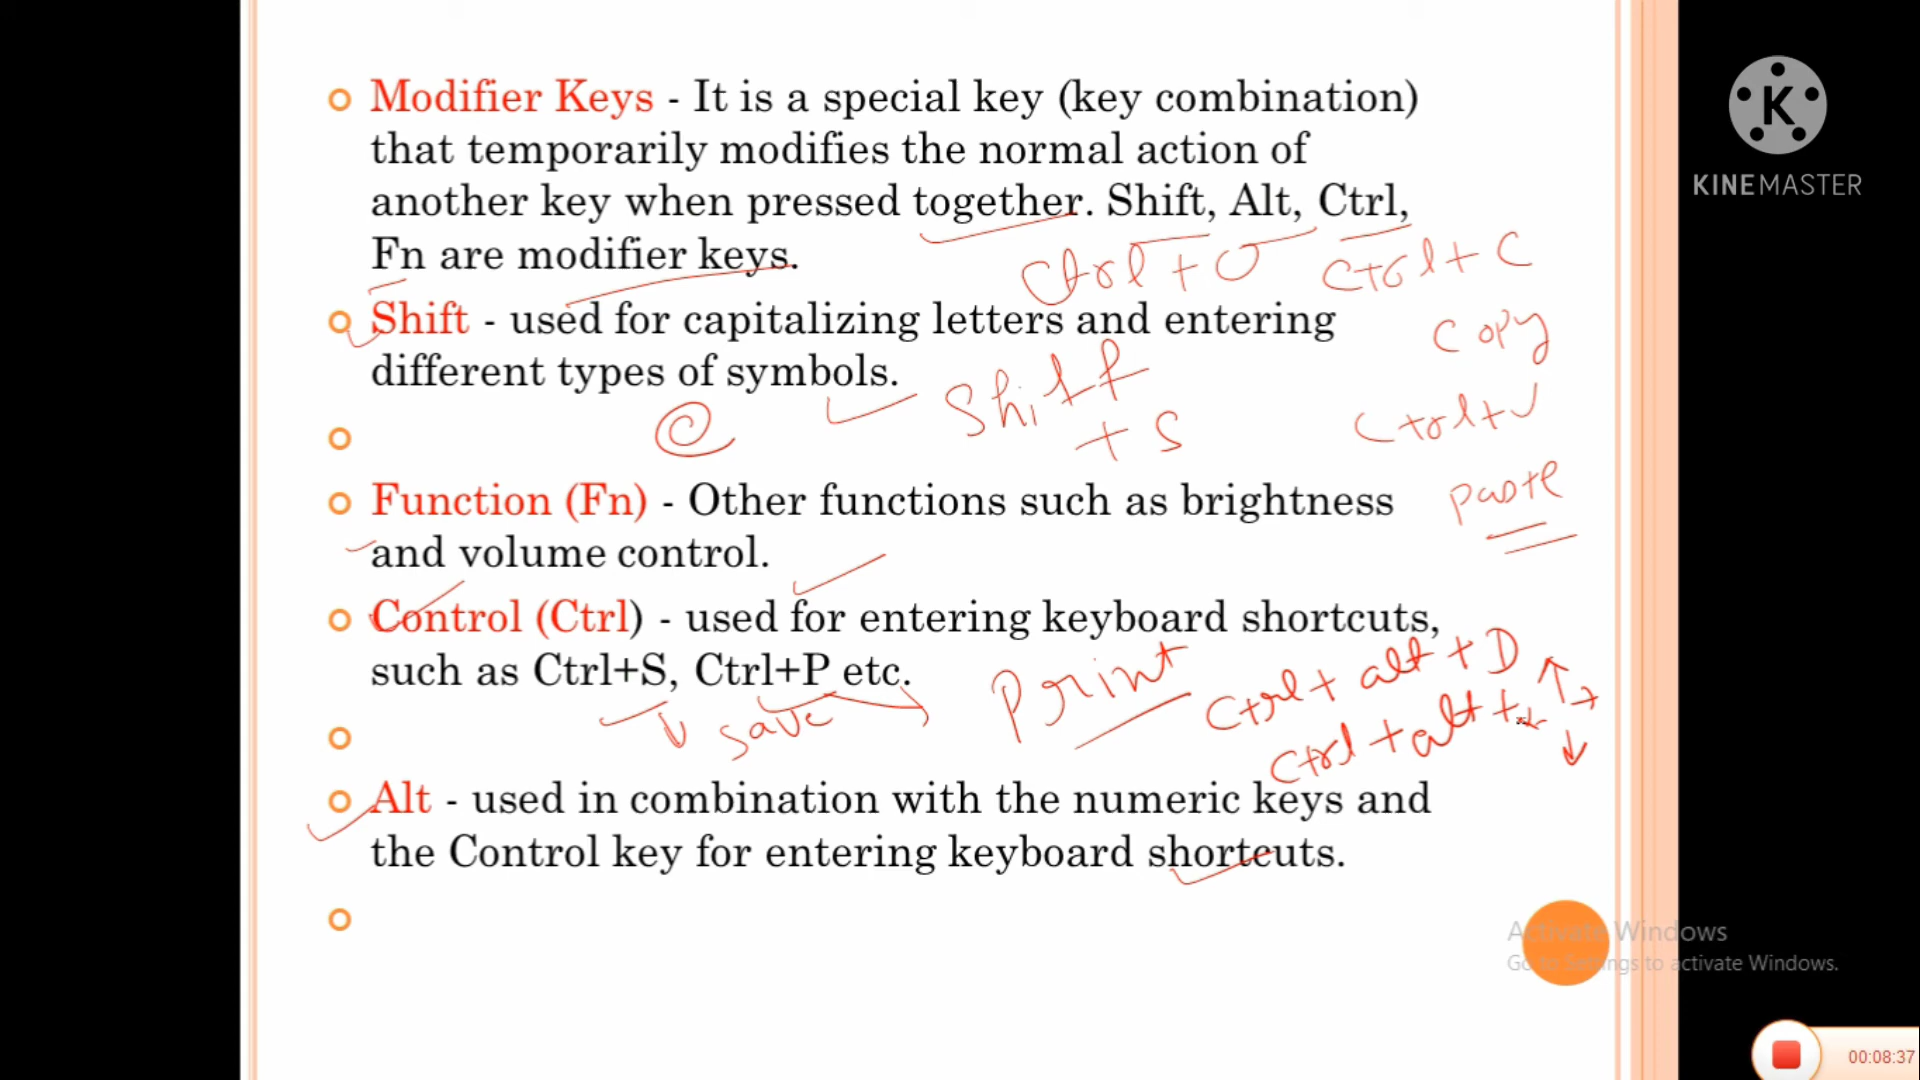 Modifier Keys - It is a special key (key combination)
that temporarily modifies the normal action of
another key when pressed together. Shift, Alt, Ctrl,
Fn are modifier keys.
Ctrl + O
Ctrl + C
Copy
Shift - used for capitalizing letters and entering
different types of symbols.
@
Shift
+ S
Ctrl + V
paste
Function (Fn) - Other functions such as brightness
and volume control.
Control (Ctrl) - used for entering keyboard shortcuts,
such as Ctrl+S, Ctrl+P etc.
save
Print
Ctrl + alt + D
Ctrl + alt + ← ↑ → ↓
Alt - used in combination with the numeric keys and
the Control key for entering keyboard shortcuts.
K
KINEMASTER
Activate Windows
Go to Settings to activate Windows.
00:08:37